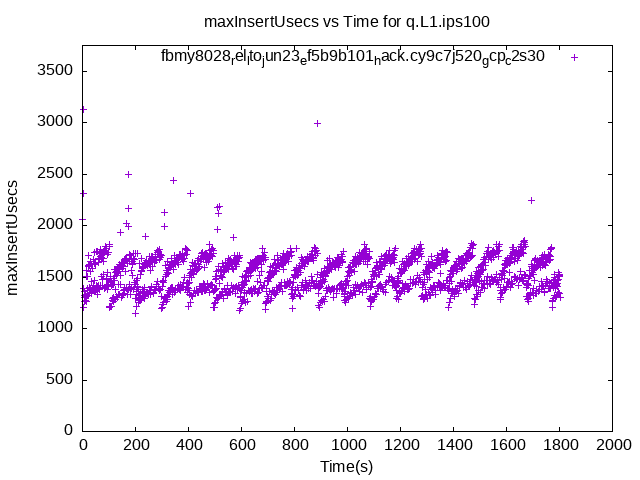 maxInsertUsecs vs Time for q.L1.ips100
fbmy8028relltojun23ef5b9b101hack.cy9c7j520gcpc2s30
3500
3000
2500
2000
1500
1000
500
0
maxInsertUsecs
0 200 400 600 800 1000 1200 1400 1600 1800 2000
Time(s)